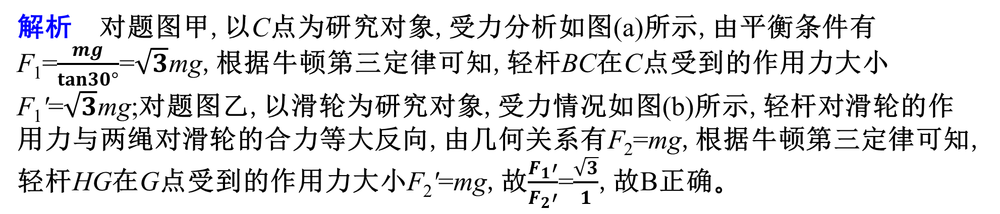 解析　对题图甲, 以C点为研究对象, 受力分析如图(a)所示, 由平衡条件有
F₁=mg/tan30°=√3mg, 根据牛顿第三定律可知, 轻杆BC在C点受到的作用力大小
F₁′=√3mg;对题图乙, 以滑轮为研究对象, 受力情况如图(b)所示, 轻杆对滑轮的作
用力与两绳对滑轮的合力等大反向, 由几何关系有F₂=mg, 根据牛顿第三定律可知,
轻杆HG在G点受到的作用力大小F₂′=mg, 故F₁′/F₂′=√3/1, 故B正确。